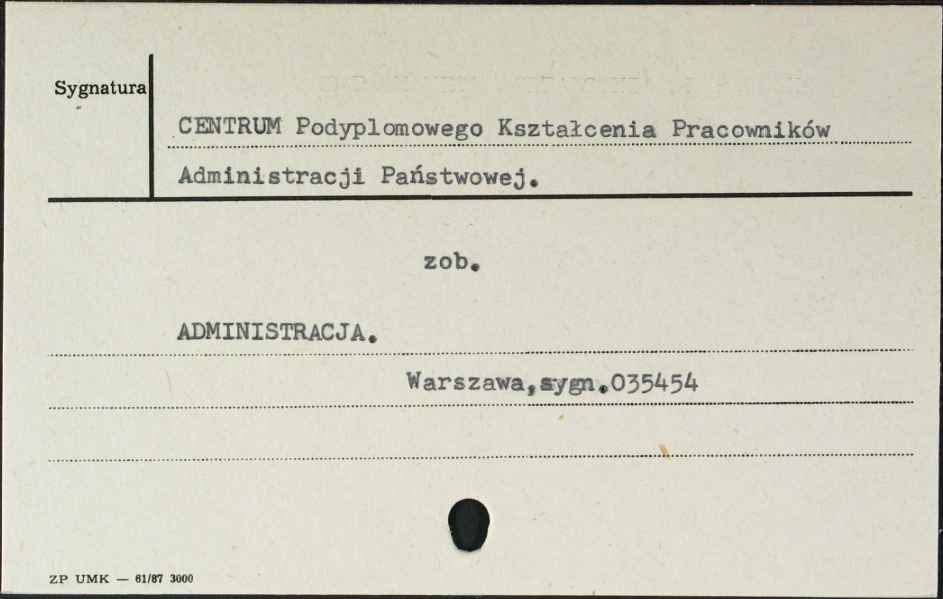 Sygnatura
CENTRUM Podyplomowego Kształcenia Pracowników
Administracji Państwowej.
zob.
ADMINISTRACJA.
Warszawa,sygn.035454
ZP UMK — 61/87 3000